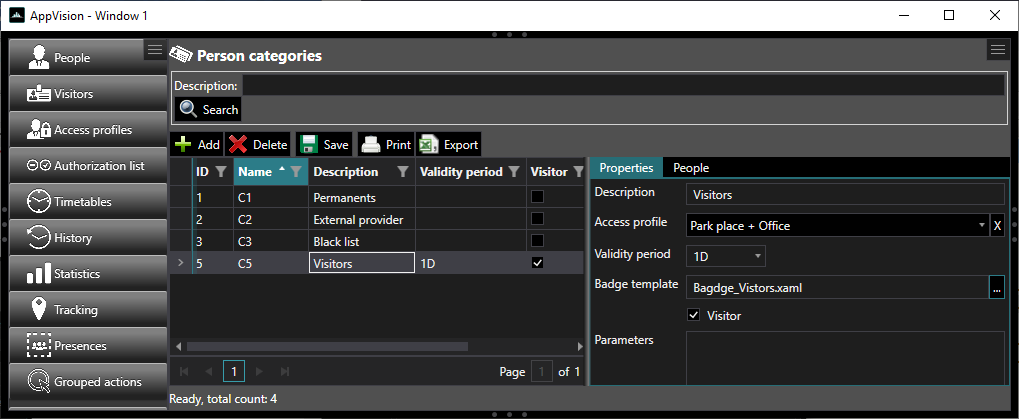 AppVision - Window 1
People
Visitors
Access profiles
Authorization list
Timetables
History
Statistics
Tracking
Presences
Grouped actions
Person categories
Description:
Search
Add Delete Save Print Export
ID Name Description Validity period Visitor
1 C1 Permanents
2 C2 External provider
3 C3 Black list
5 C5 Visitors 1D
1 Page 1 of 1
Ready, total count: 4
Properties People
Description Visitors
Access profile Park place + Office X
Validity period 1D
Badge template Bagdge_Vistors.xaml ...
Visitor
Parameters